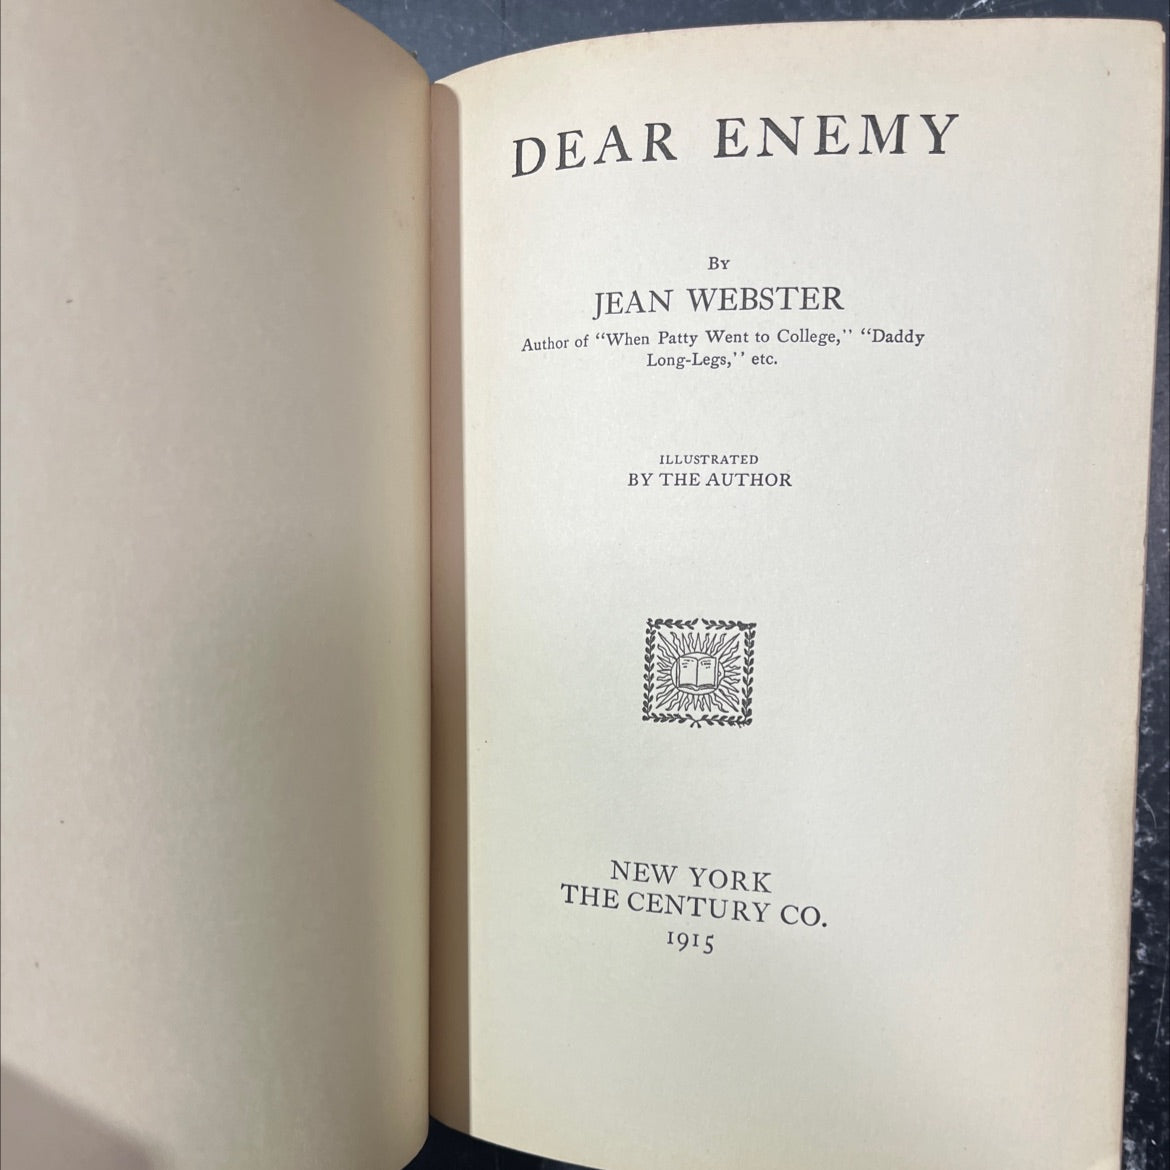 DEAR ENEMY
By
JEAN WEBSTER
Author of “When Patty Went to College,” “Daddy
Long-Legs,” etc.
ILLUSTRATED
BY THE AUTHOR
NEW YORK
THE CENTURY CO.
1915